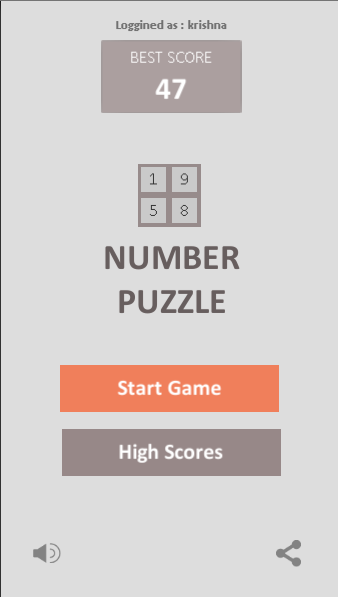 Loggined as : krishna
BEST SCORE
47
1 9
5 8
NUMBER
PUZZLE
Start Game
High Scores